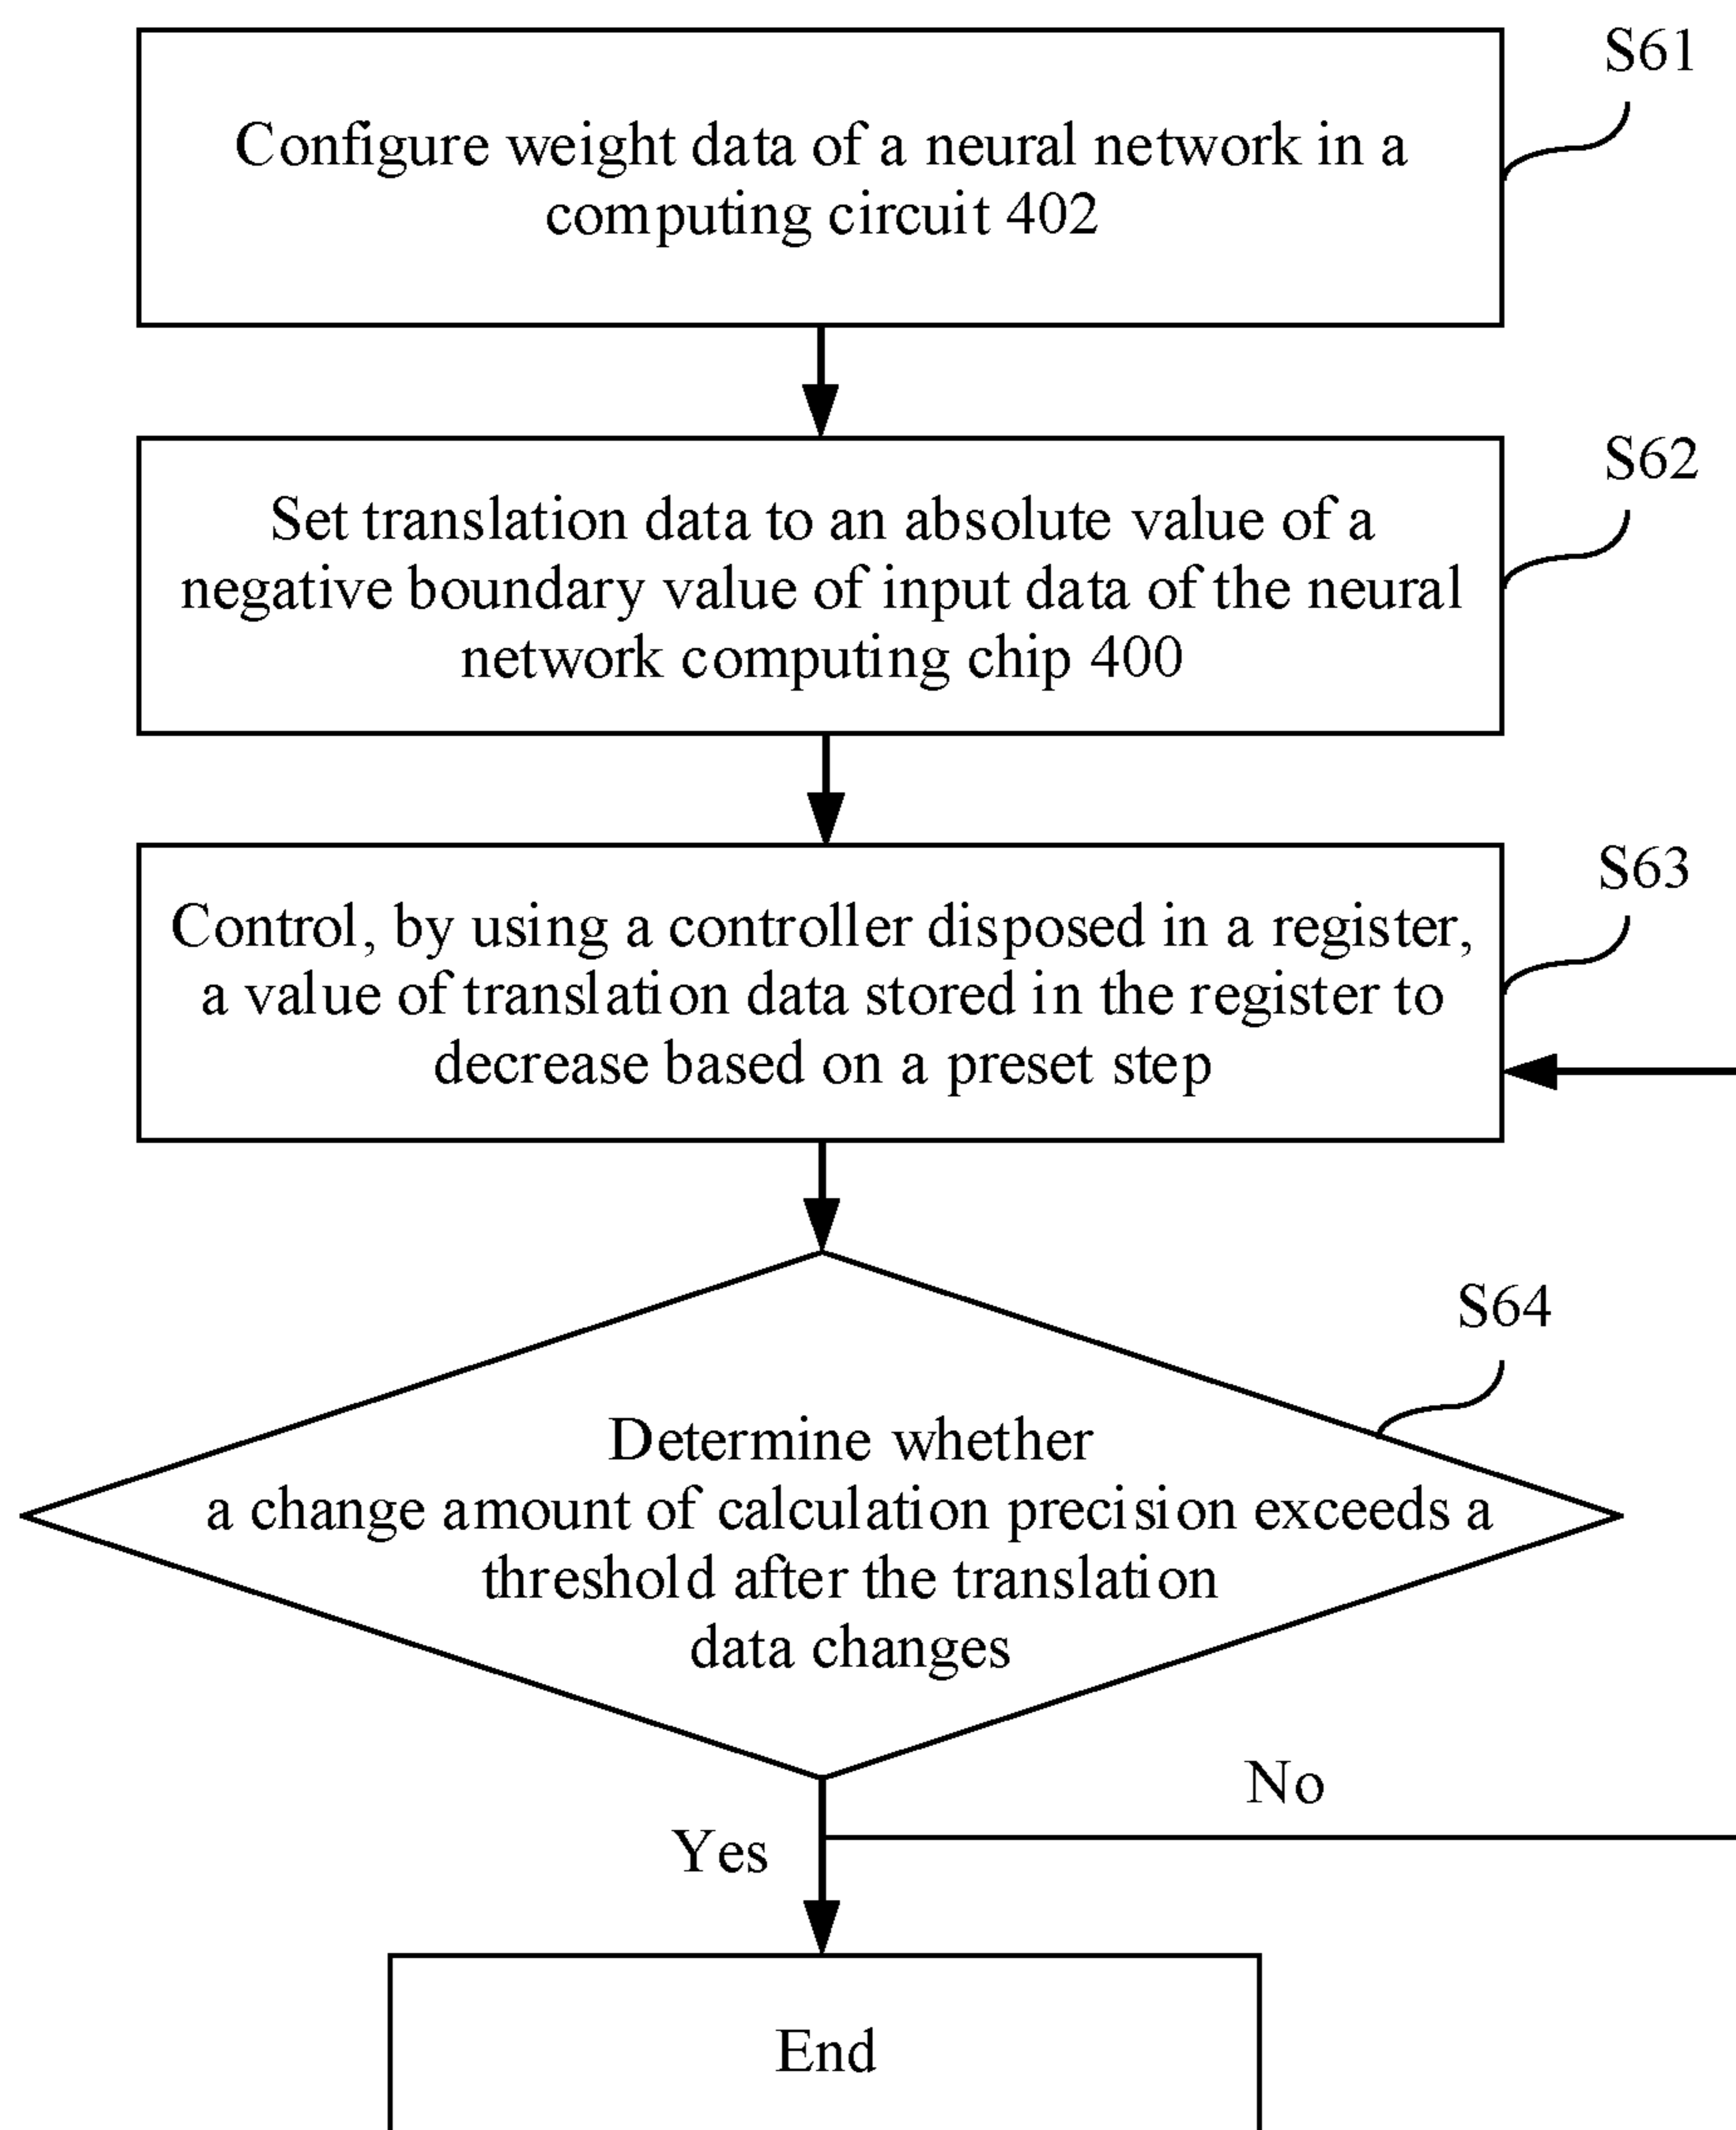 S61
Configure weight data of a neural network in a
computing circuit 402
S62
Set translation data to an absolute value of a
negative boundary value of input data of the neural
network computing chip 400
S63
Control, by using a controller disposed in a register,
a value of translation data stored in the register to
decrease based on a preset step
S64
Determine whether
a change amount of calculation precision exceeds a
threshold after the translation
data changes
No
Yes
End